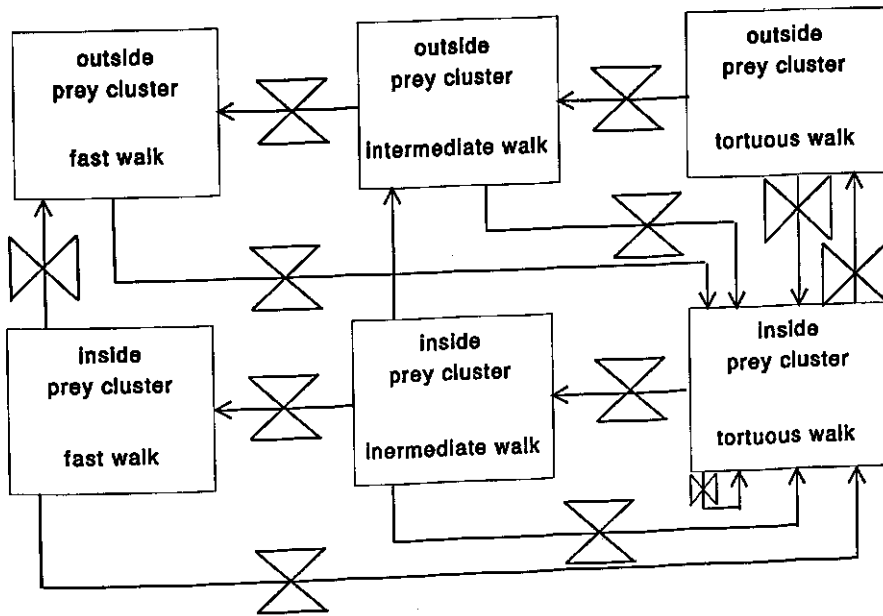 outside
prey cluster
fast walk
outside
prey cluster
intermediate walk
outside
prey cluster
tortuous walk
inside
prey cluster
fast walk
inside
prey cluster
inermediate walk
inside
prey cluster
tortuous walk